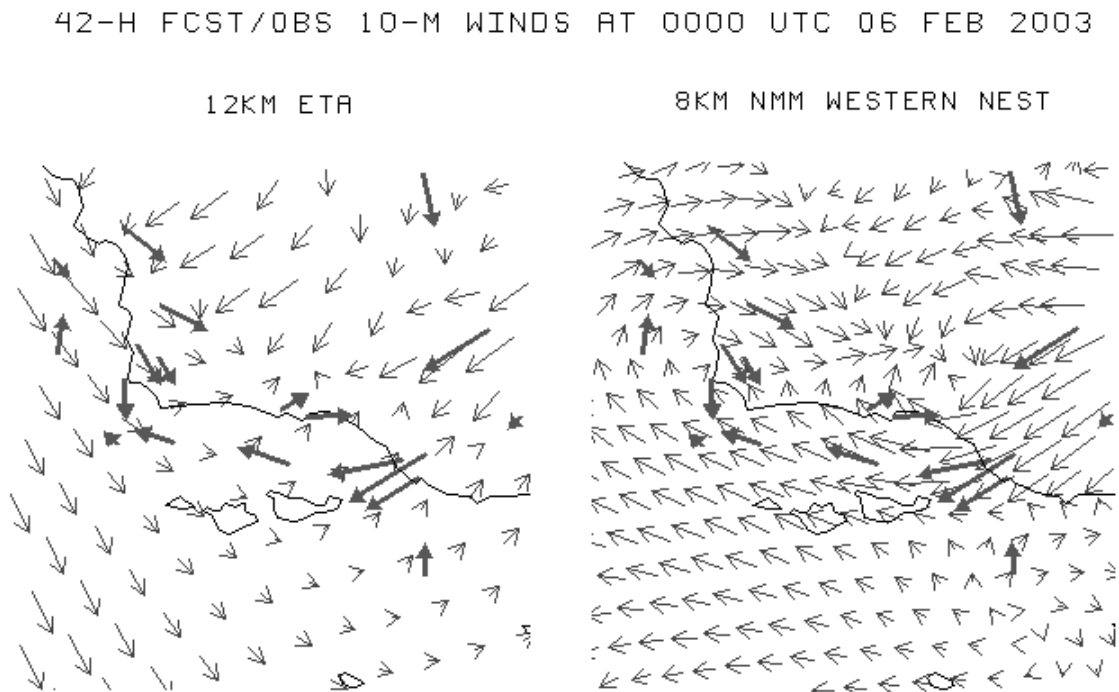 42-H FCST/OBS 10-M WINDS AT 0000 UTC 06 FEB 2003
12KM ETA
8KM NMM WESTERN NEST